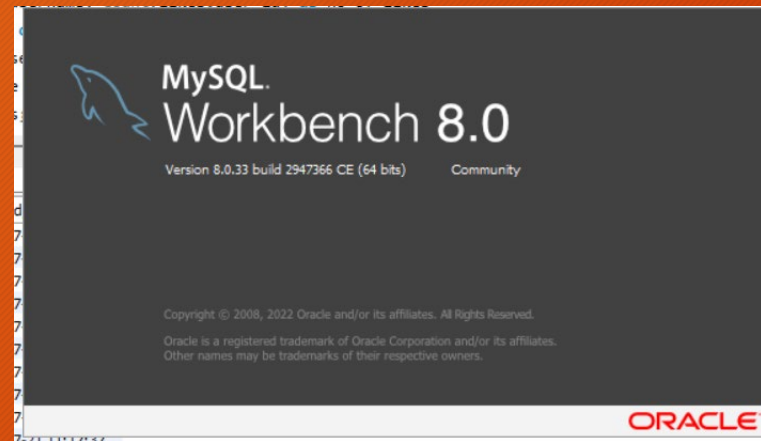 MySQL.
Workbench 8.0
Version 8.0.33 build 2947366 CE (64 bits) Community
Copyright © 2008, 2022 Oracle and/or its affiliates. All Rights Reserved.
Oracle is a registered trademark of Oracle Corporation and/or its affiliates.
Other names may be trademarks of their respective owners.
ORACLE